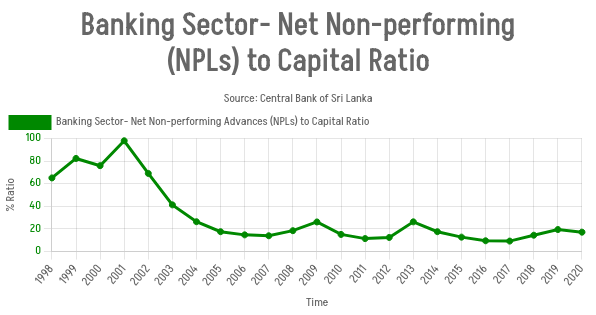 Banking Sector- Net Non-performing
(NPLs) to Capital Ratio
Source: Central Bank of Sri Lanka
Banking Sector- Net Non-performing Advances (NPLs) to Capital Ratio
% Ratio
100
80
60
40
20
0
1998 1999 2000 2001 2002 2003 2004 2005 2006 2007 2008 2009 2010 2011 2012 2013 2014 2015 2016 2017 2018 2019 2020
Time